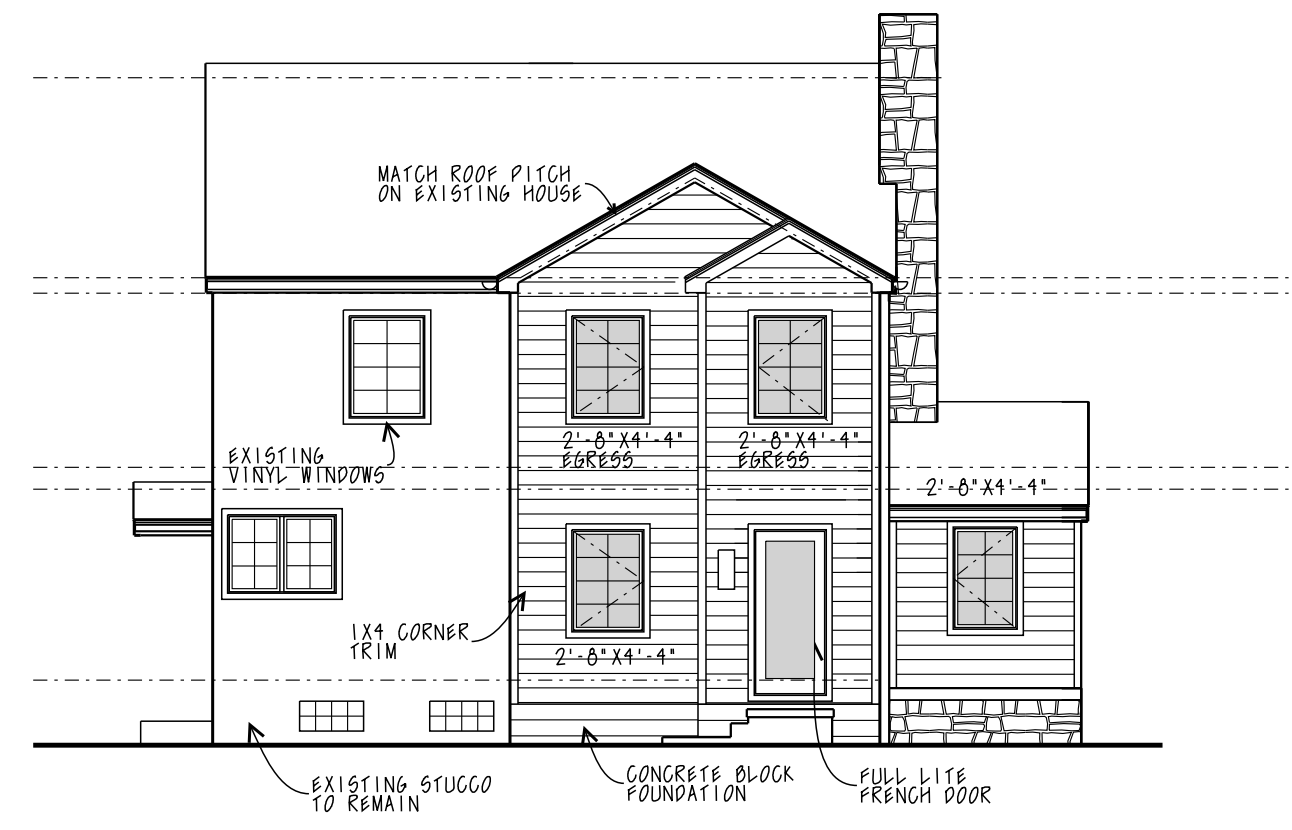 MATCH ROOF PITCH
ON EXISTING HOUSE
2'-8"X4'-4"
EGRESS
2'-8"X4'-4"
EGRESS
EXISTING
VINYL WINDOWS
2'-8"X4'-4"
1X4 CORNER
TRIM
2'-8"X4'-4"
EXISTING STUCCO
TO REMAIN
CONCRETE BLOCK
FOUNDATION
FULL LITE
FRENCH DOOR